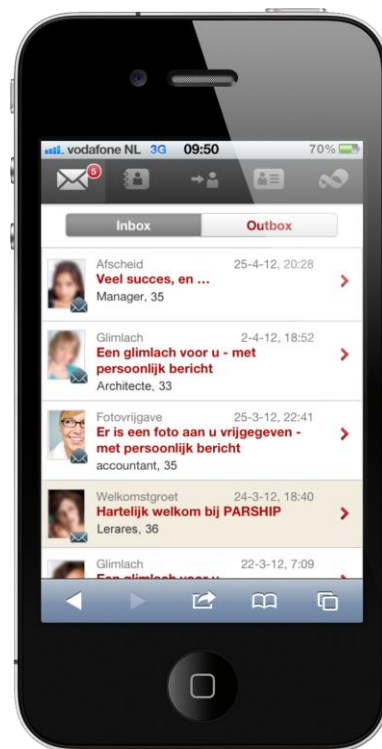 vodafone NL 3G 09:50 70%
5
Inbox Outbox
Afscheid 25-4-12, 20:28
Veel succes, en ...
Manager, 35
Glimlach 2-4-12, 18:52
Een glimlach voor u - met
persoonlijk bericht
Architecte, 33
Fotovrijgave 25-3-12, 22:41
Er is een foto aan u vrijgegeven -
met persoonlijk bericht
accountant, 35
Welkomstgroet 24-3-12, 18:40
Hartelijk welkom bij PARSHIP
Lerares, 36
Glimlach 22-3-12, 7:09
Een glimlach voor u